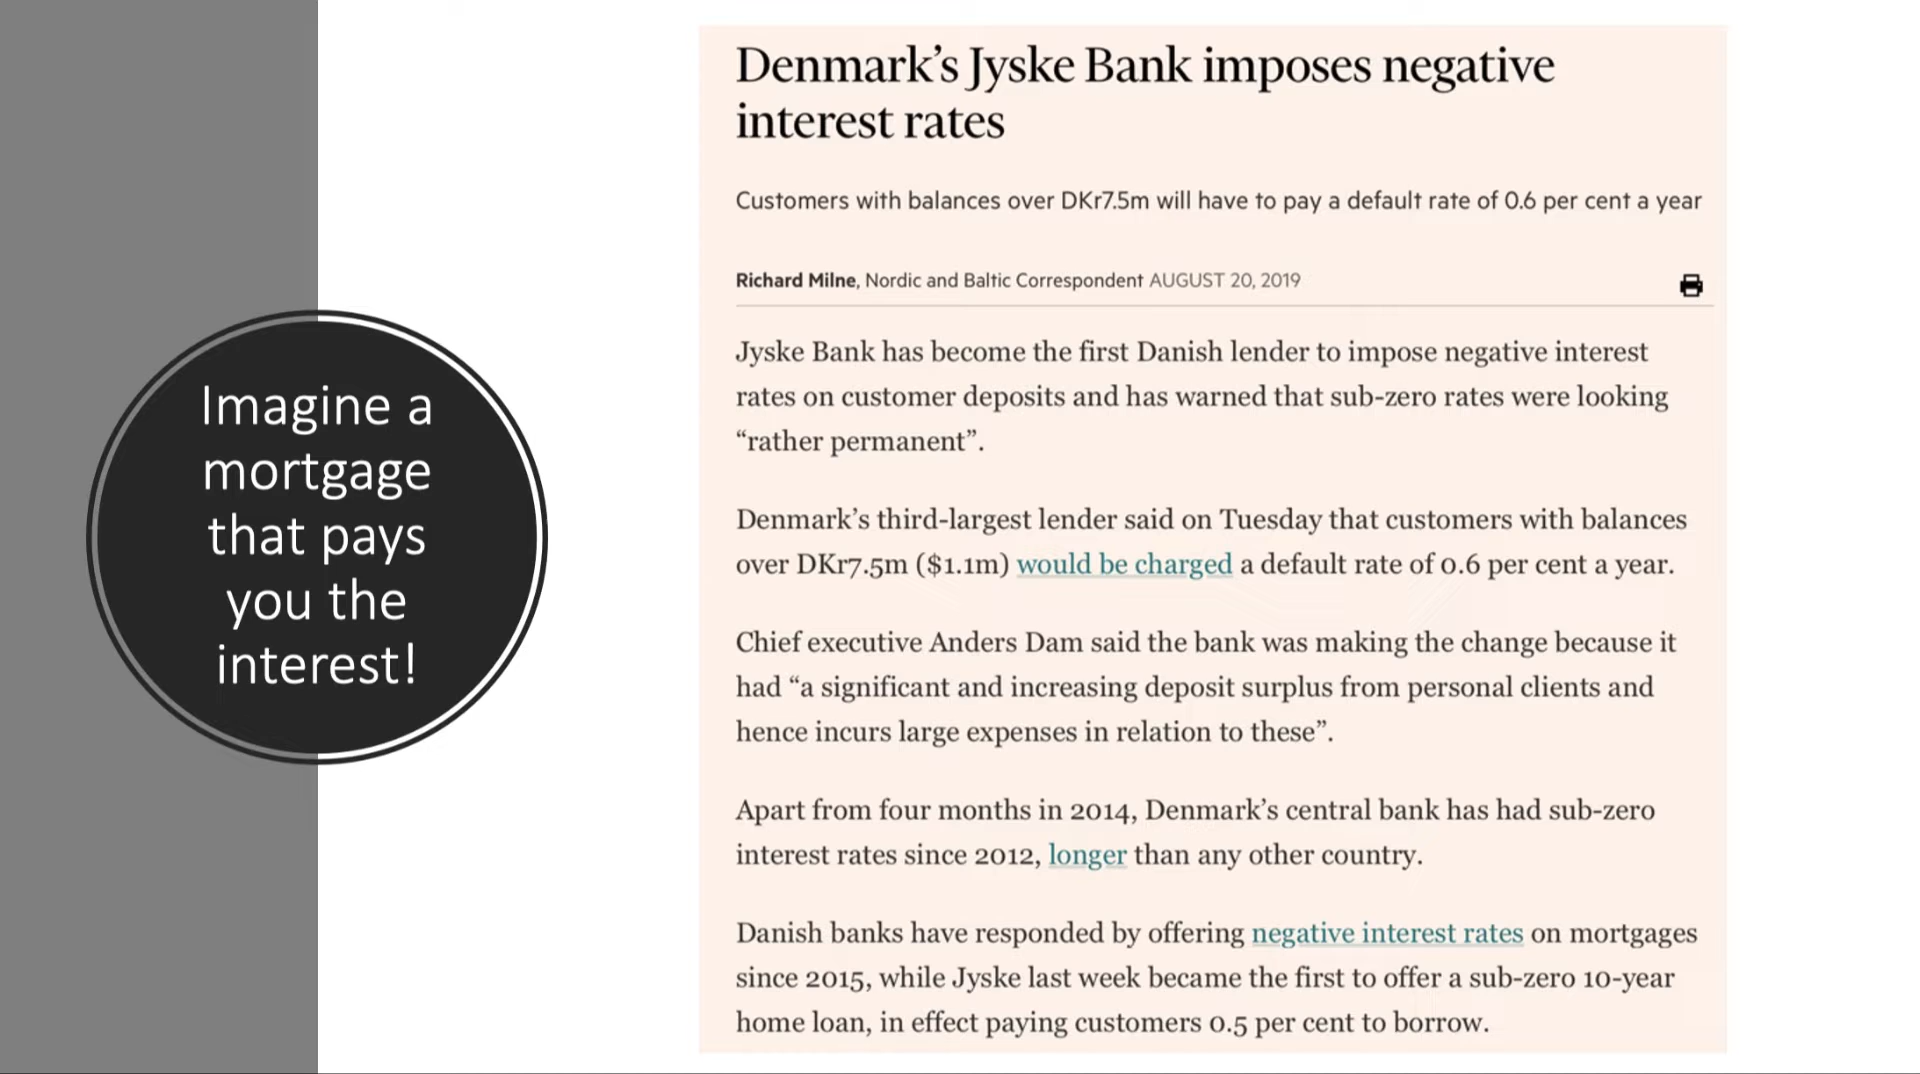 Imagine a
mortgage
that pays
you the
interest!
Denmark’s Jyske Bank imposes negative
interest rates
Customers with balances over DKr7.5m will have to pay a default rate of 0.6 per cent a year
Richard Milne, Nordic and Baltic Correspondent AUGUST 20, 2019
Jyske Bank has become the first Danish lender to impose negative interest
rates on customer deposits and has warned that sub-zero rates were looking
“rather permanent”.
Denmark’s third-largest lender said on Tuesday that customers with balances
over DKr7.5m ($1.1m) would be charged a default rate of 0.6 per cent a year.
Chief executive Anders Dam said the bank was making the change because it
had “a significant and increasing deposit surplus from personal clients and
hence incurs large expenses in relation to these”.
Apart from four months in 2014, Denmark’s central bank has had sub-zero
interest rates since 2012, longer than any other country.
Danish banks have responded by offering negative interest rates on mortgages
since 2015, while Jyske last week became the first to offer a sub-zero 10-year
home loan, in effect paying customers 0.5 per cent to borrow.